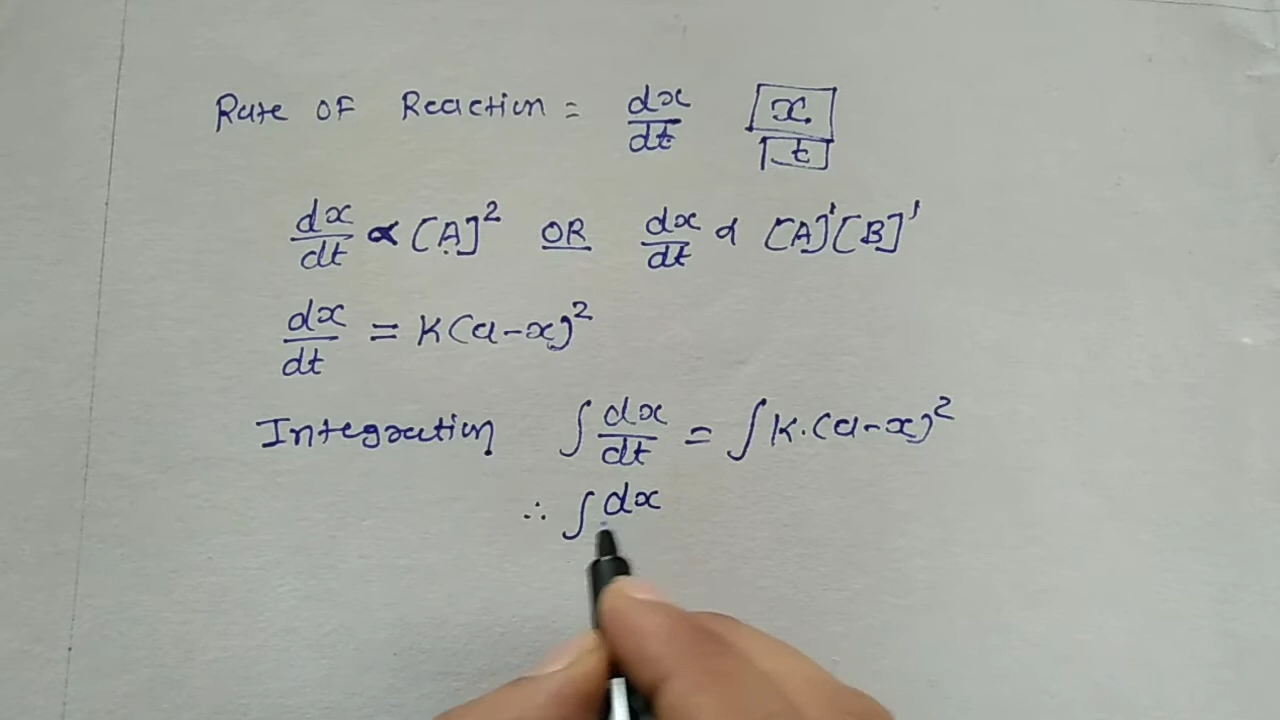 Rate OF Reaction = dx/dt x/t
dx/dt ∝ [A]² OR dx/dt ∝ [A]¹[B]¹
dx/dt = K(a-x)²
Integration ∫ dx/dt = ∫ K.(a-x)²
∴ ∫ dx